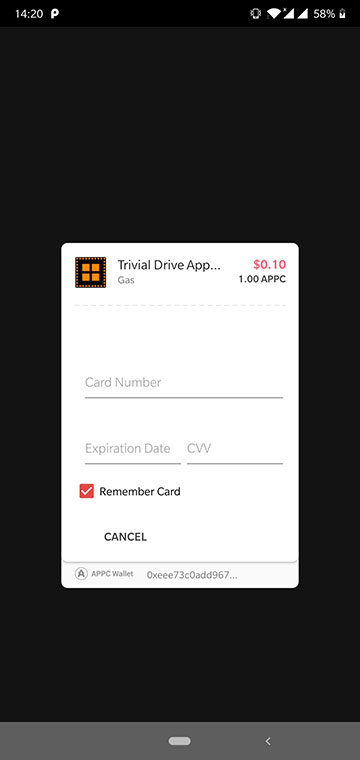 14:20
58%
Trivial Drive App...
$0.10
Gas
1.00 APPC
Card Number
Expiration Date
CVV
Remember Card
CANCEL
APPC Wallet
0xeee73c0add967...